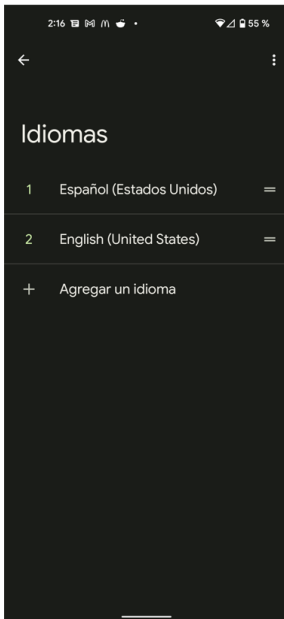 2:16
55 %
Idiomas
1 Español (Estados Unidos)
2 English (United States)
Agregar un idioma